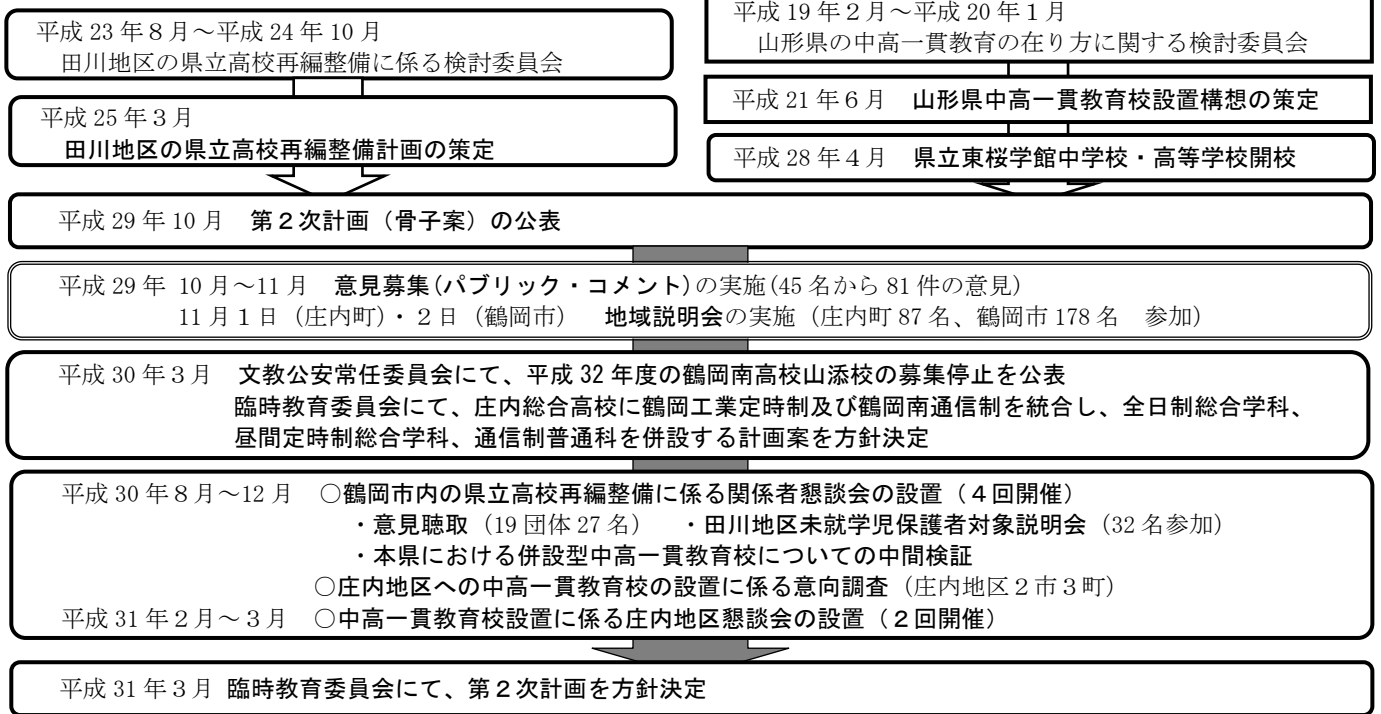 平成 23 年８月～平成 24 年 10 月
田川地区の県立高校再編整備に係る検討委員会
平成 25 年３月
田川地区の県立高校再編整備計画の策定
平成 19 年２月～平成 20 年１月
山形県の中高一貫教育の在り方に関する検討委員会
平成 21 年６月　山形県中高一貫教育校設置構想の策定
平成 28 年４月　県立東桜学館中学校・高等学校開校
平成 29 年 10 月　第２次計画（骨子案）の公表
平成 29 年 10 月～11 月　意見募集(パブリック・コメント)の実施(45 名から 81 件の意見)
11 月１日（庄内町）・２日（鶴岡市）　地域説明会の実施（庄内町 87 名、鶴岡市 178 名　参加）
平成 30 年３月　文教公安常任委員会にて、平成 32 年度の鶴岡南高校山添校の募集停止を公表
臨時教育委員会にて、庄内総合高校に鶴岡工業定時制及び鶴岡南通信制を統合し、全日制総合学科、
昼間定時制総合学科、通信制普通科を併設する計画案を方針決定
平成 30 年８月～12 月　○鶴岡市内の県立高校再編整備に係る関係者懇談会の設置（４回開催）
・意見聴取（19 団体 27 名）　・田川地区未就学児保護者対象説明会（32 名参加）
・本県における併設型中高一貫教育校についての中間検証
○庄内地区への中高一貫教育校の設置に係る意向調査（庄内地区２市３町）
平成 31 年２月～３月　○中高一貫教育校設置に係る庄内地区懇談会の設置（２回開催）
平成 31 年３月 臨時教育委員会にて、第２次計画を方針決定